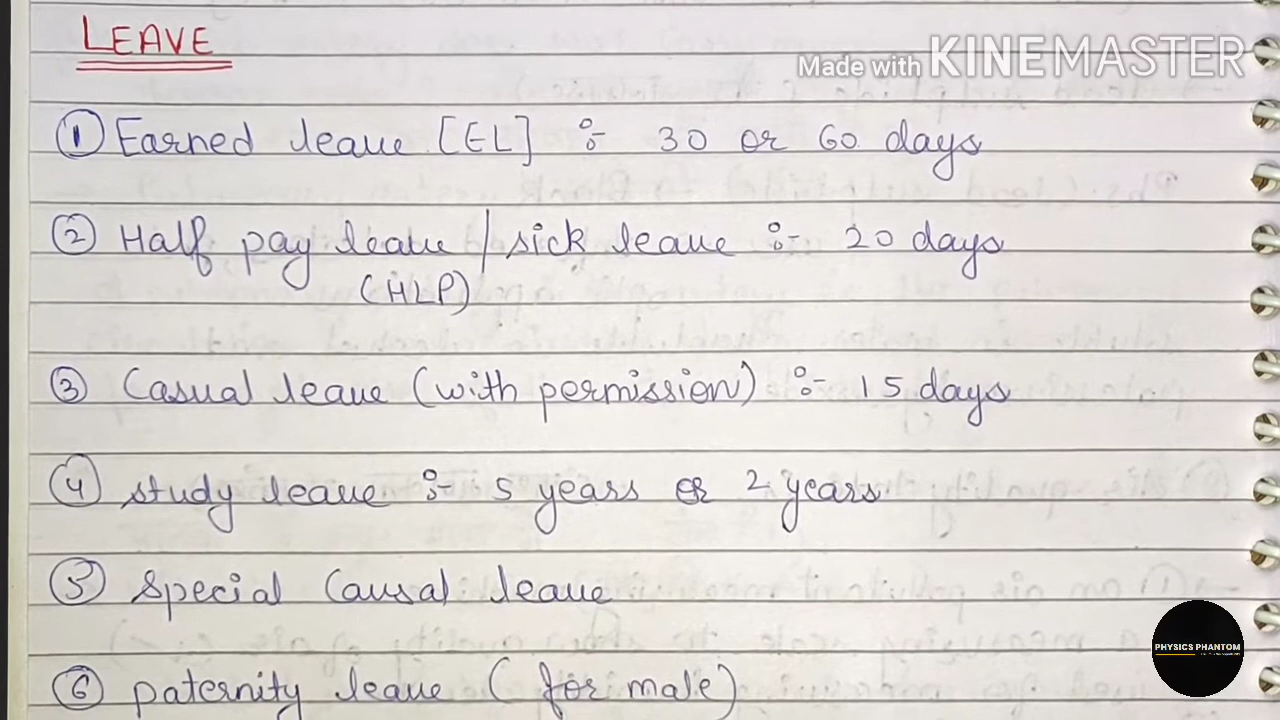 LEAVE
Made with KINEMASTER
① Earned leave [EL] :- 30 or 60 days
② Half pay leave / sick leave :- 20 days
(HLP)
③ Casual leave (with permission) :- 15 days
④ study leave :- 5 years or 2 years
⑤ special Causal leave
⑥ paternity leave ( for male)
PHYSICS PHANTOM